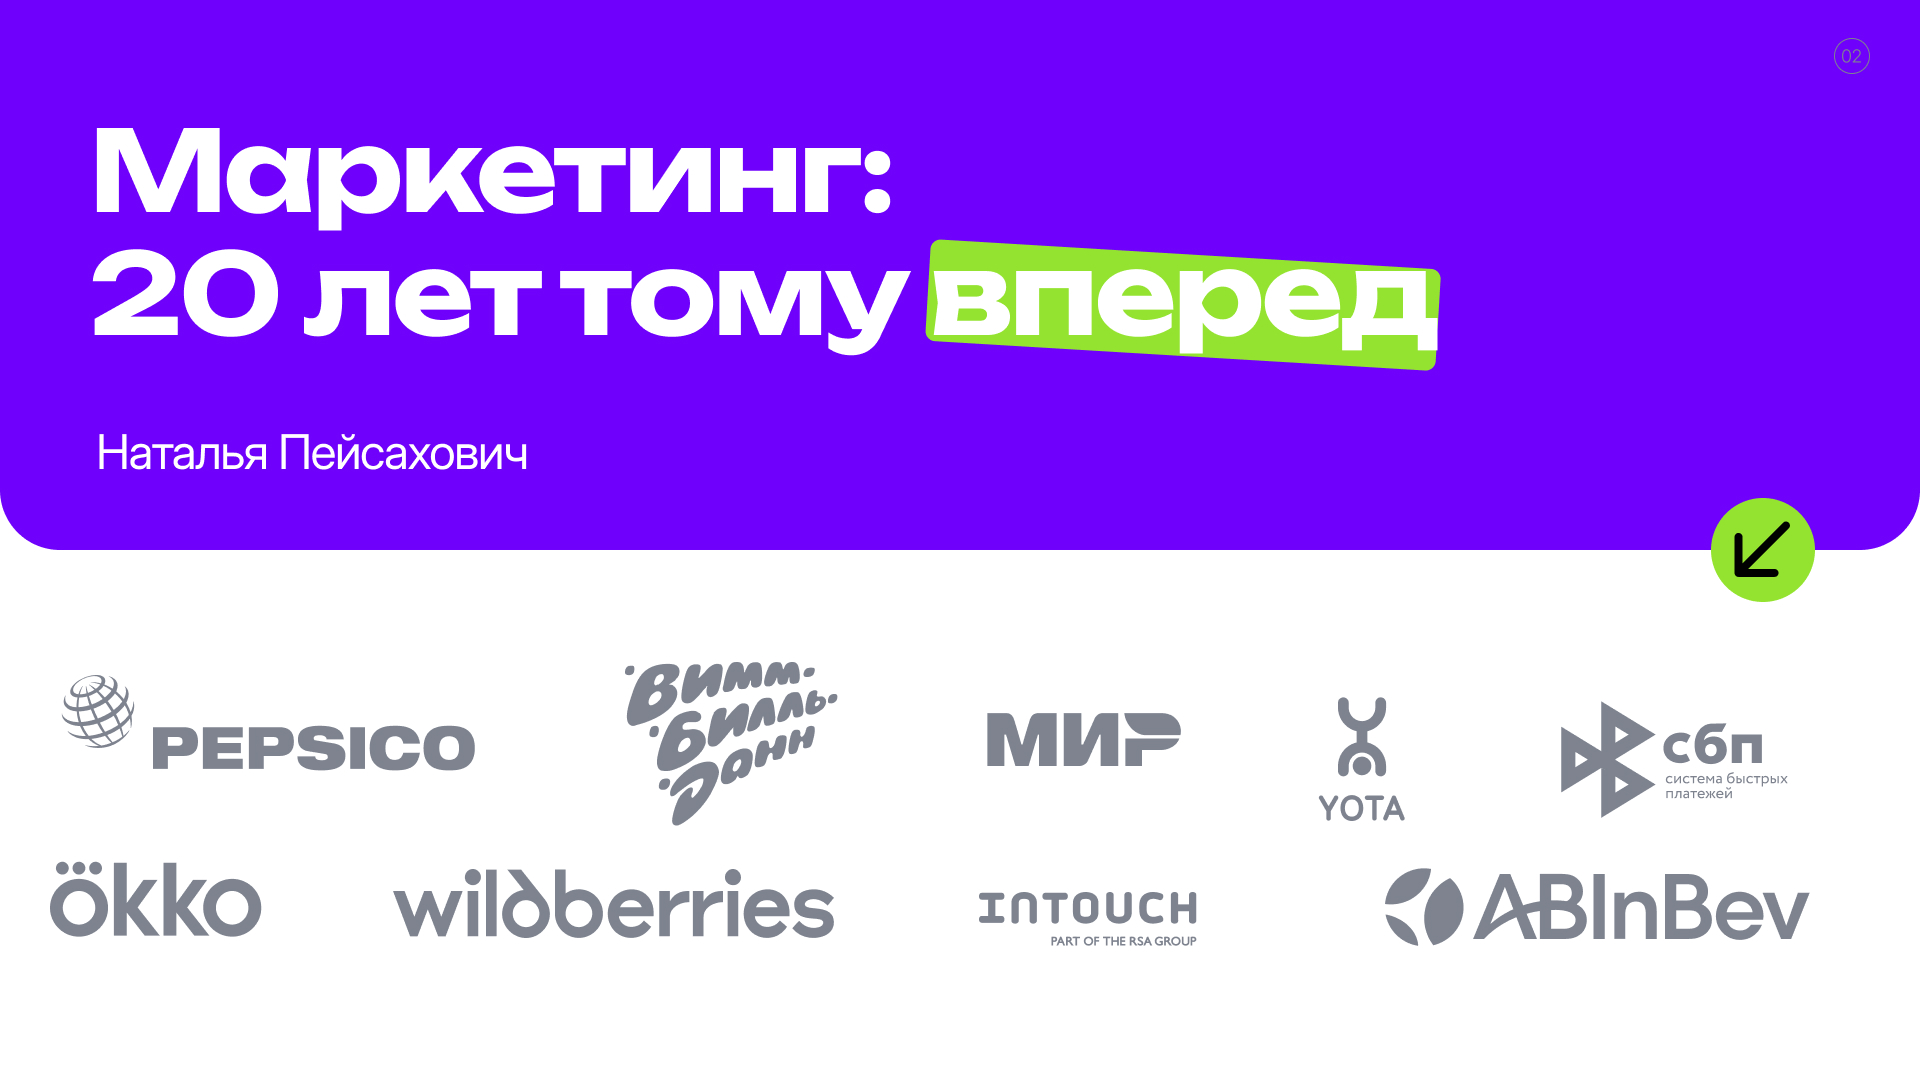 02
Маркетинг:
20 лет тому вперед
Наталья Пейсахович
PEPSICO
Вимм-
Билль-
Данн
МИР
YOTA
сбп
система быстрых
платежей
ökko
wildberries
INTOUCH
PART OF THE RSA GROUP
ABInBev